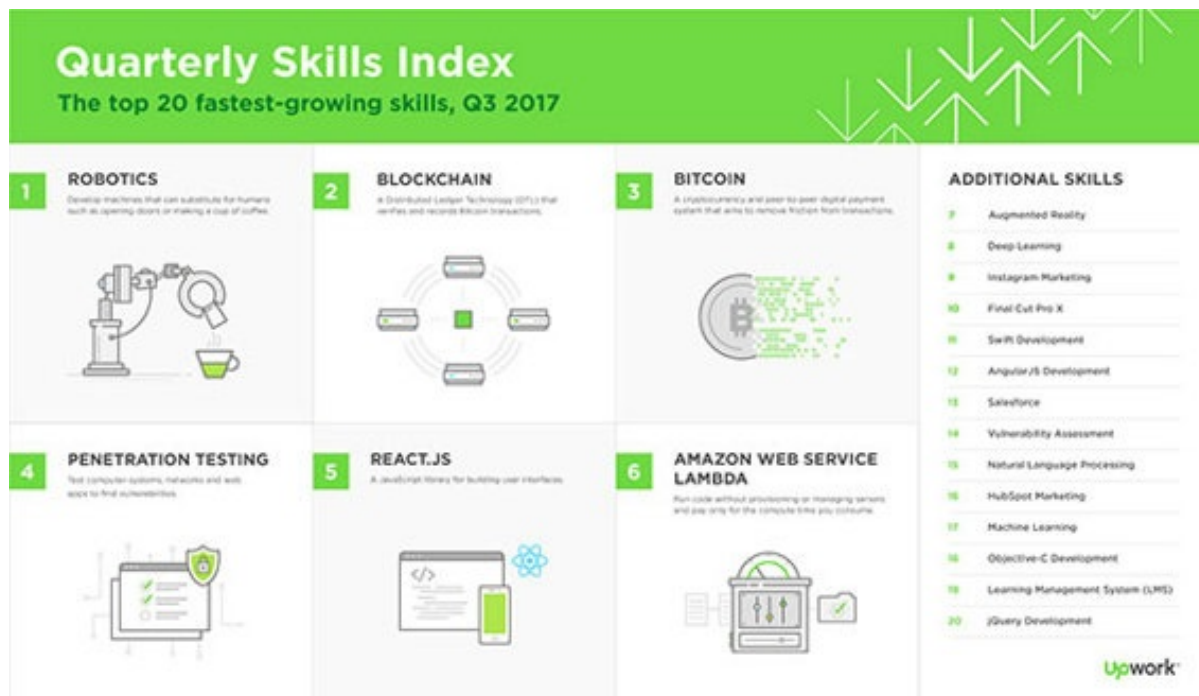 Quarterly Skills Index
The top 20 fastest-growing skills, Q3 2017
1
ROBOTICS
Develop machines that can substitute for humans
such as opening doors or making a cup of coffee.
2
BLOCKCHAIN
A Distributed Ledger Technology (DTL) that
verifies and records Bitcoin transactions.
3
BITCOIN
A cryptocurrency and peer-to-peer digital payment
system that aims to remove friction from transactions.
4
PENETRATION TESTING
Test computer systems, networks and web
apps to find vulnerabilities.
5
REACT.JS
A JavaScript library for building user interfaces.
6
AMAZON WEB SERVICE
LAMBDA
Run code without provisioning or managing servers
and pay only for the compute time you consume.
ADDITIONAL SKILLS
7 Augmented Reality
8 Deep Learning
9 Instagram Marketing
10 Final Cut Pro X
11 Swift Development
12 AngularJS Development
13 Salesforce
14 Vulnerability Assessment
15 Natural Language Processing
16 HubSpot Marketing
17 Machine Learning
18 Objective-C Development
19 Learning Management System (LMS)
20 jQuery Development
Upwork